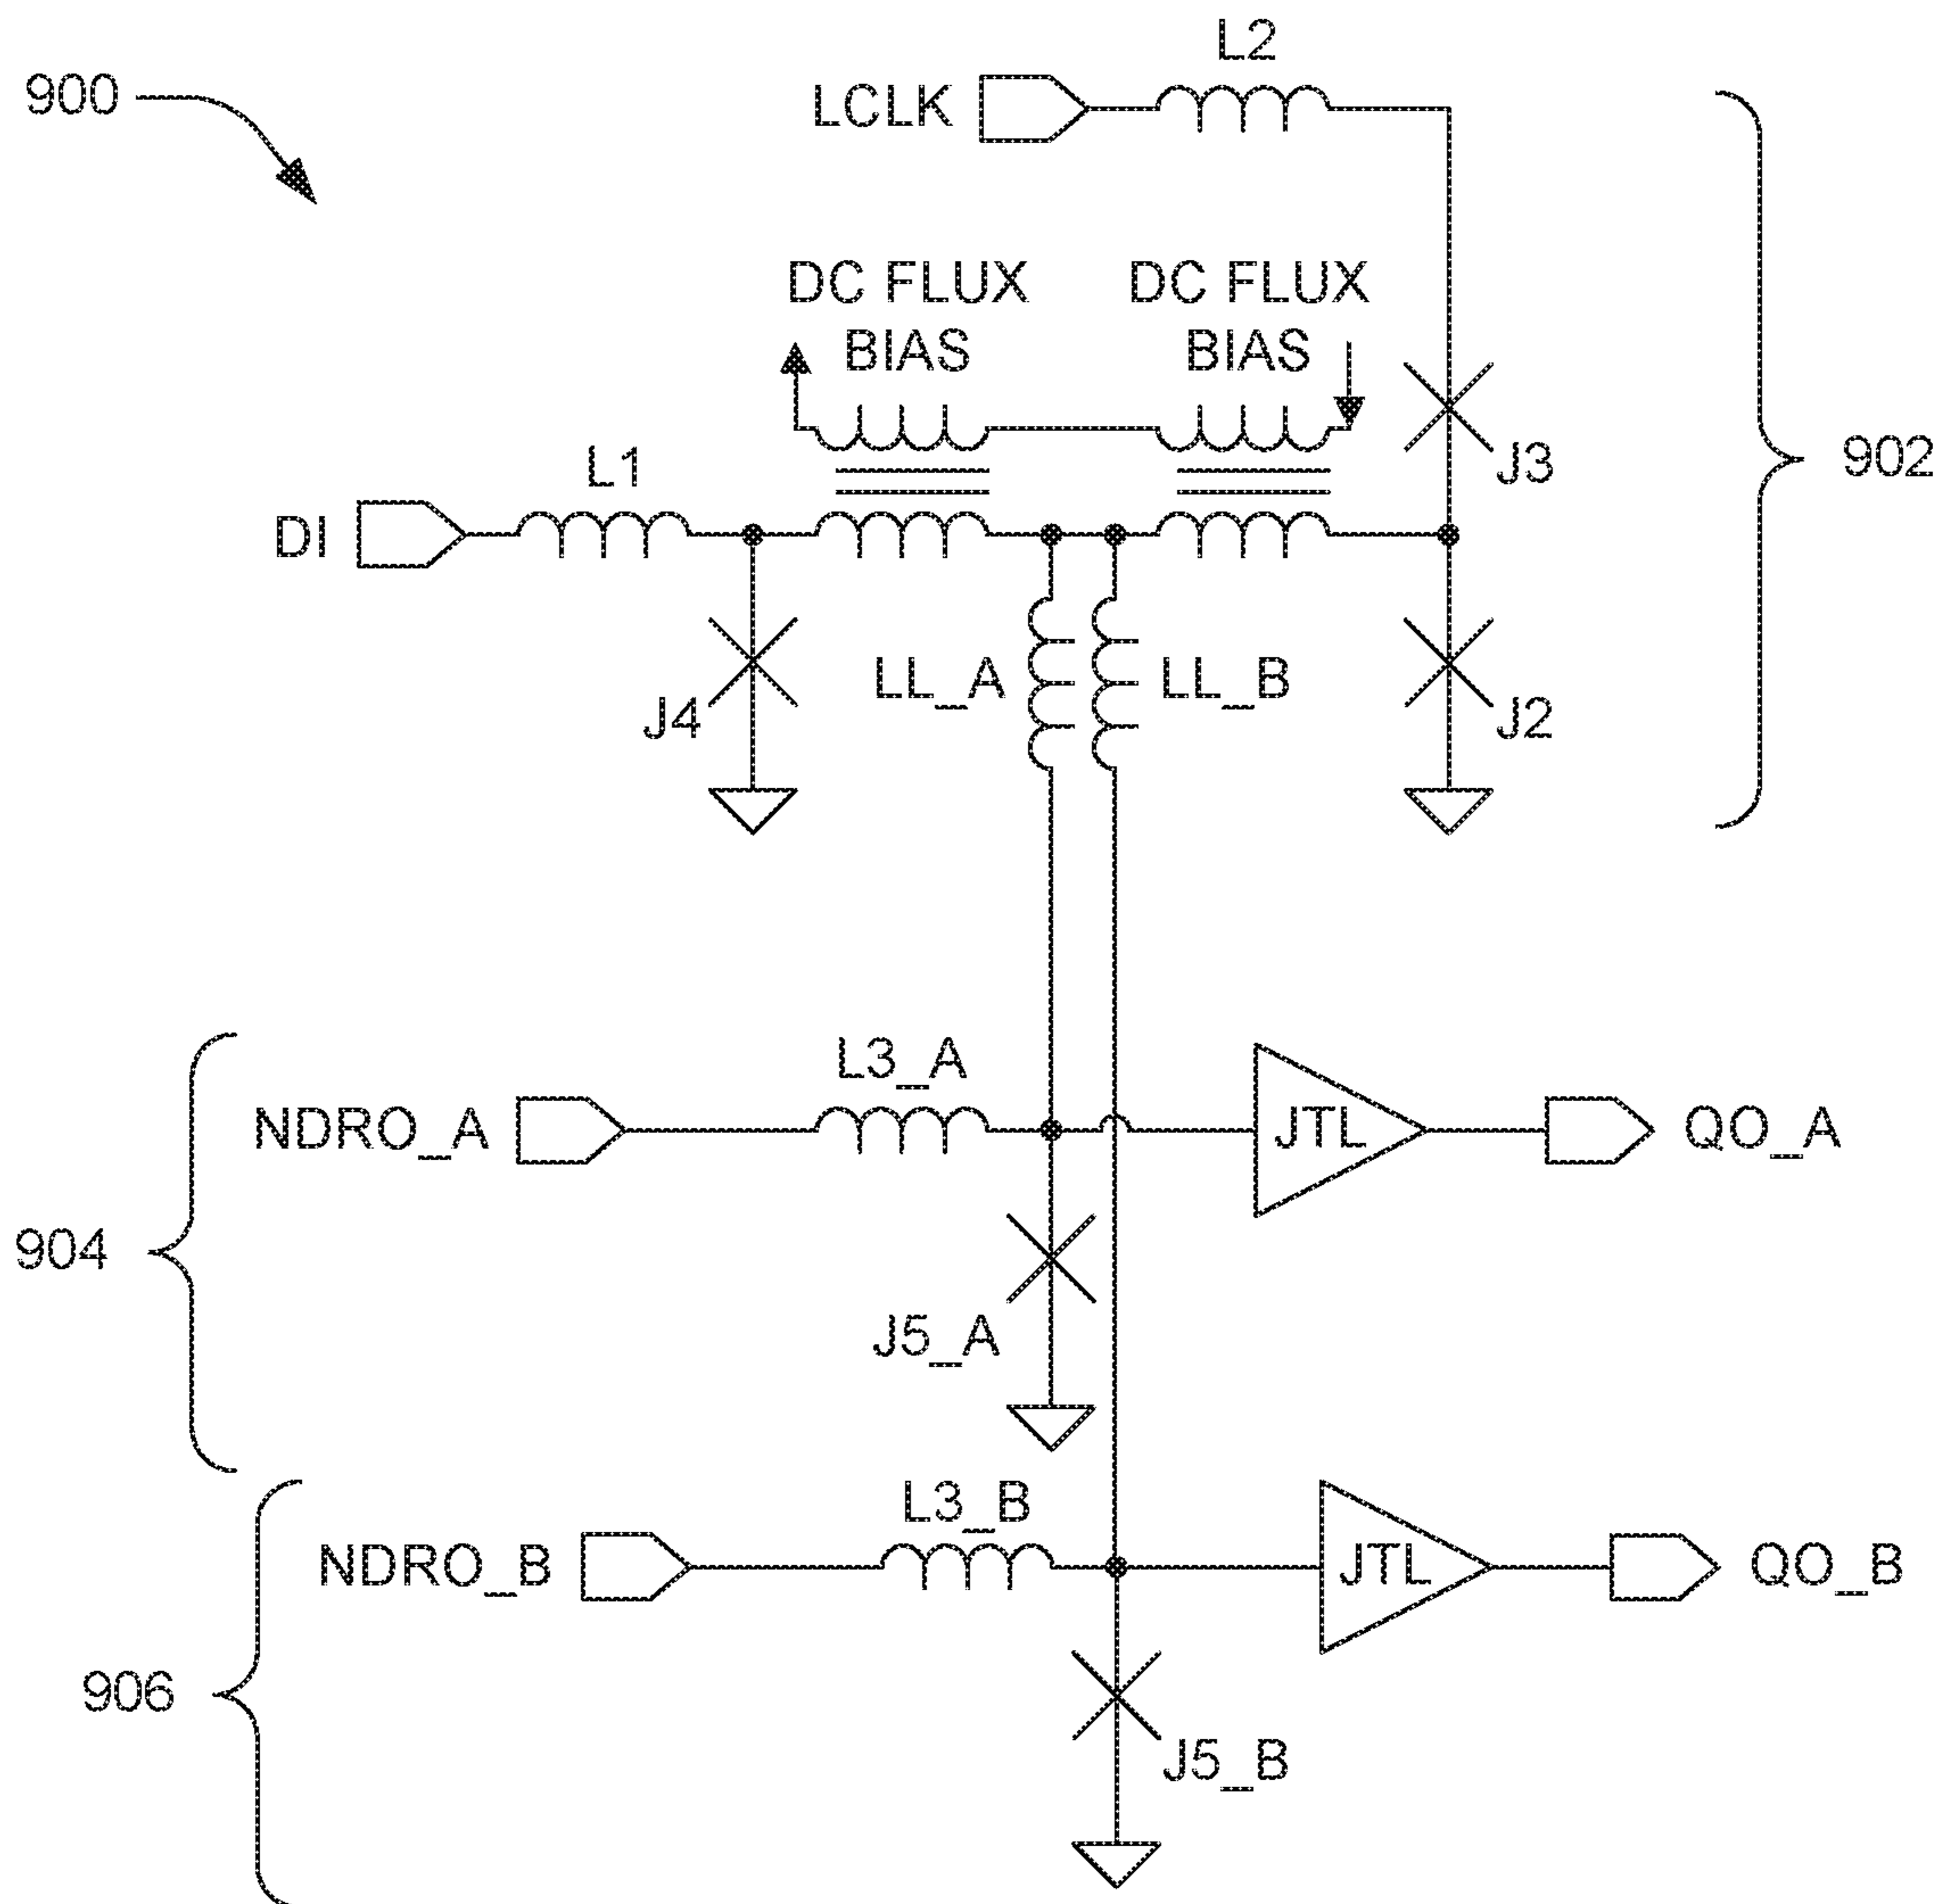 L2
900
LCLK
DC FLUX
BIAS
DC FLUX
BIAS
J3
902
L1
DI
LL_A
LL_B
J4
J2
L3_A
NDRO_A
JTL
QO_A
904
J5_A
L3_B
NDRO_B
JTL
QO_B
906
J5_B